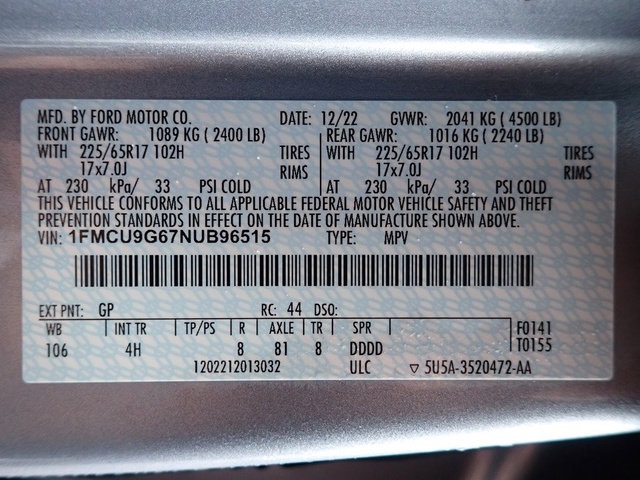 MFD. BY FORD MOTOR CO. DATE: 12/22 GVWR: 2041 KG ( 4500 LB)
FRONT GAWR: 1089 KG ( 2400 LB) REAR GAWR: 1016 KG ( 2240 LB)
WITH 225/65R17 102H TIRES WITH 225/65R17 102H TIRES
17x7.0J RIMS 17x7.0J RIMS
AT 230 kPa/ 33 PSI COLD AT 230 kPa/ 33 PSI COLD
THIS VEHICLE CONFORMS TO ALL APPLICABLE FEDERAL MOTOR VEHICLE SAFETY AND THEFT
PREVENTION STANDARDS IN EFFECT ON THE DATE OF MANUFACTURE SHOWN ABOVE.
VIN: 1FMCU9G67NUB96515 TYPE: MPV
EXT PNT: GP RC: 44 DSO:
WB INT TR TP/PS R AXLE TR SPR F0141
106 4H 8 81 8 DDDD T0155
1202212013032 ULC ▽ 5U5A-3520472-AA